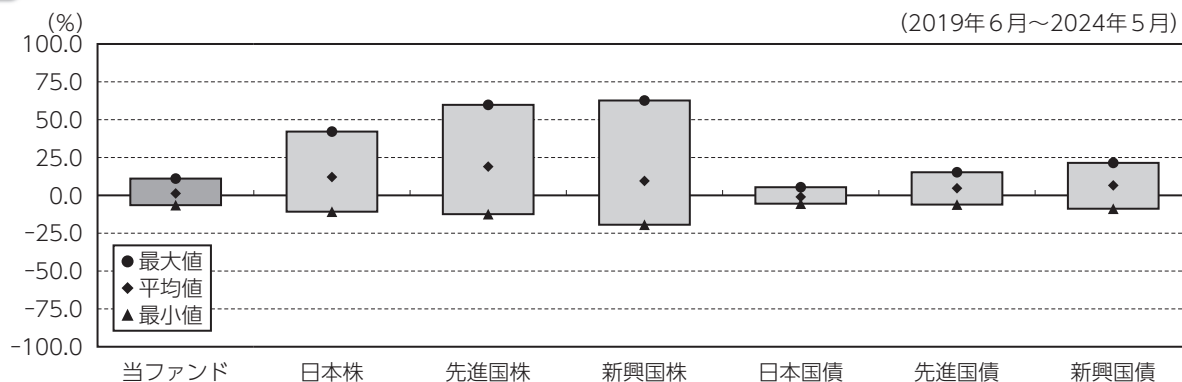 (%)
(2019年6月～2024年5月)
100.0
75.0
50.0
25.0
0.0
-25.0
-50.0
-75.0
-100.0
●最大値
◆平均値
▲最小値
当ファンド 日本株 先進国株 新興国株 日本国債 先進国債 新興国債